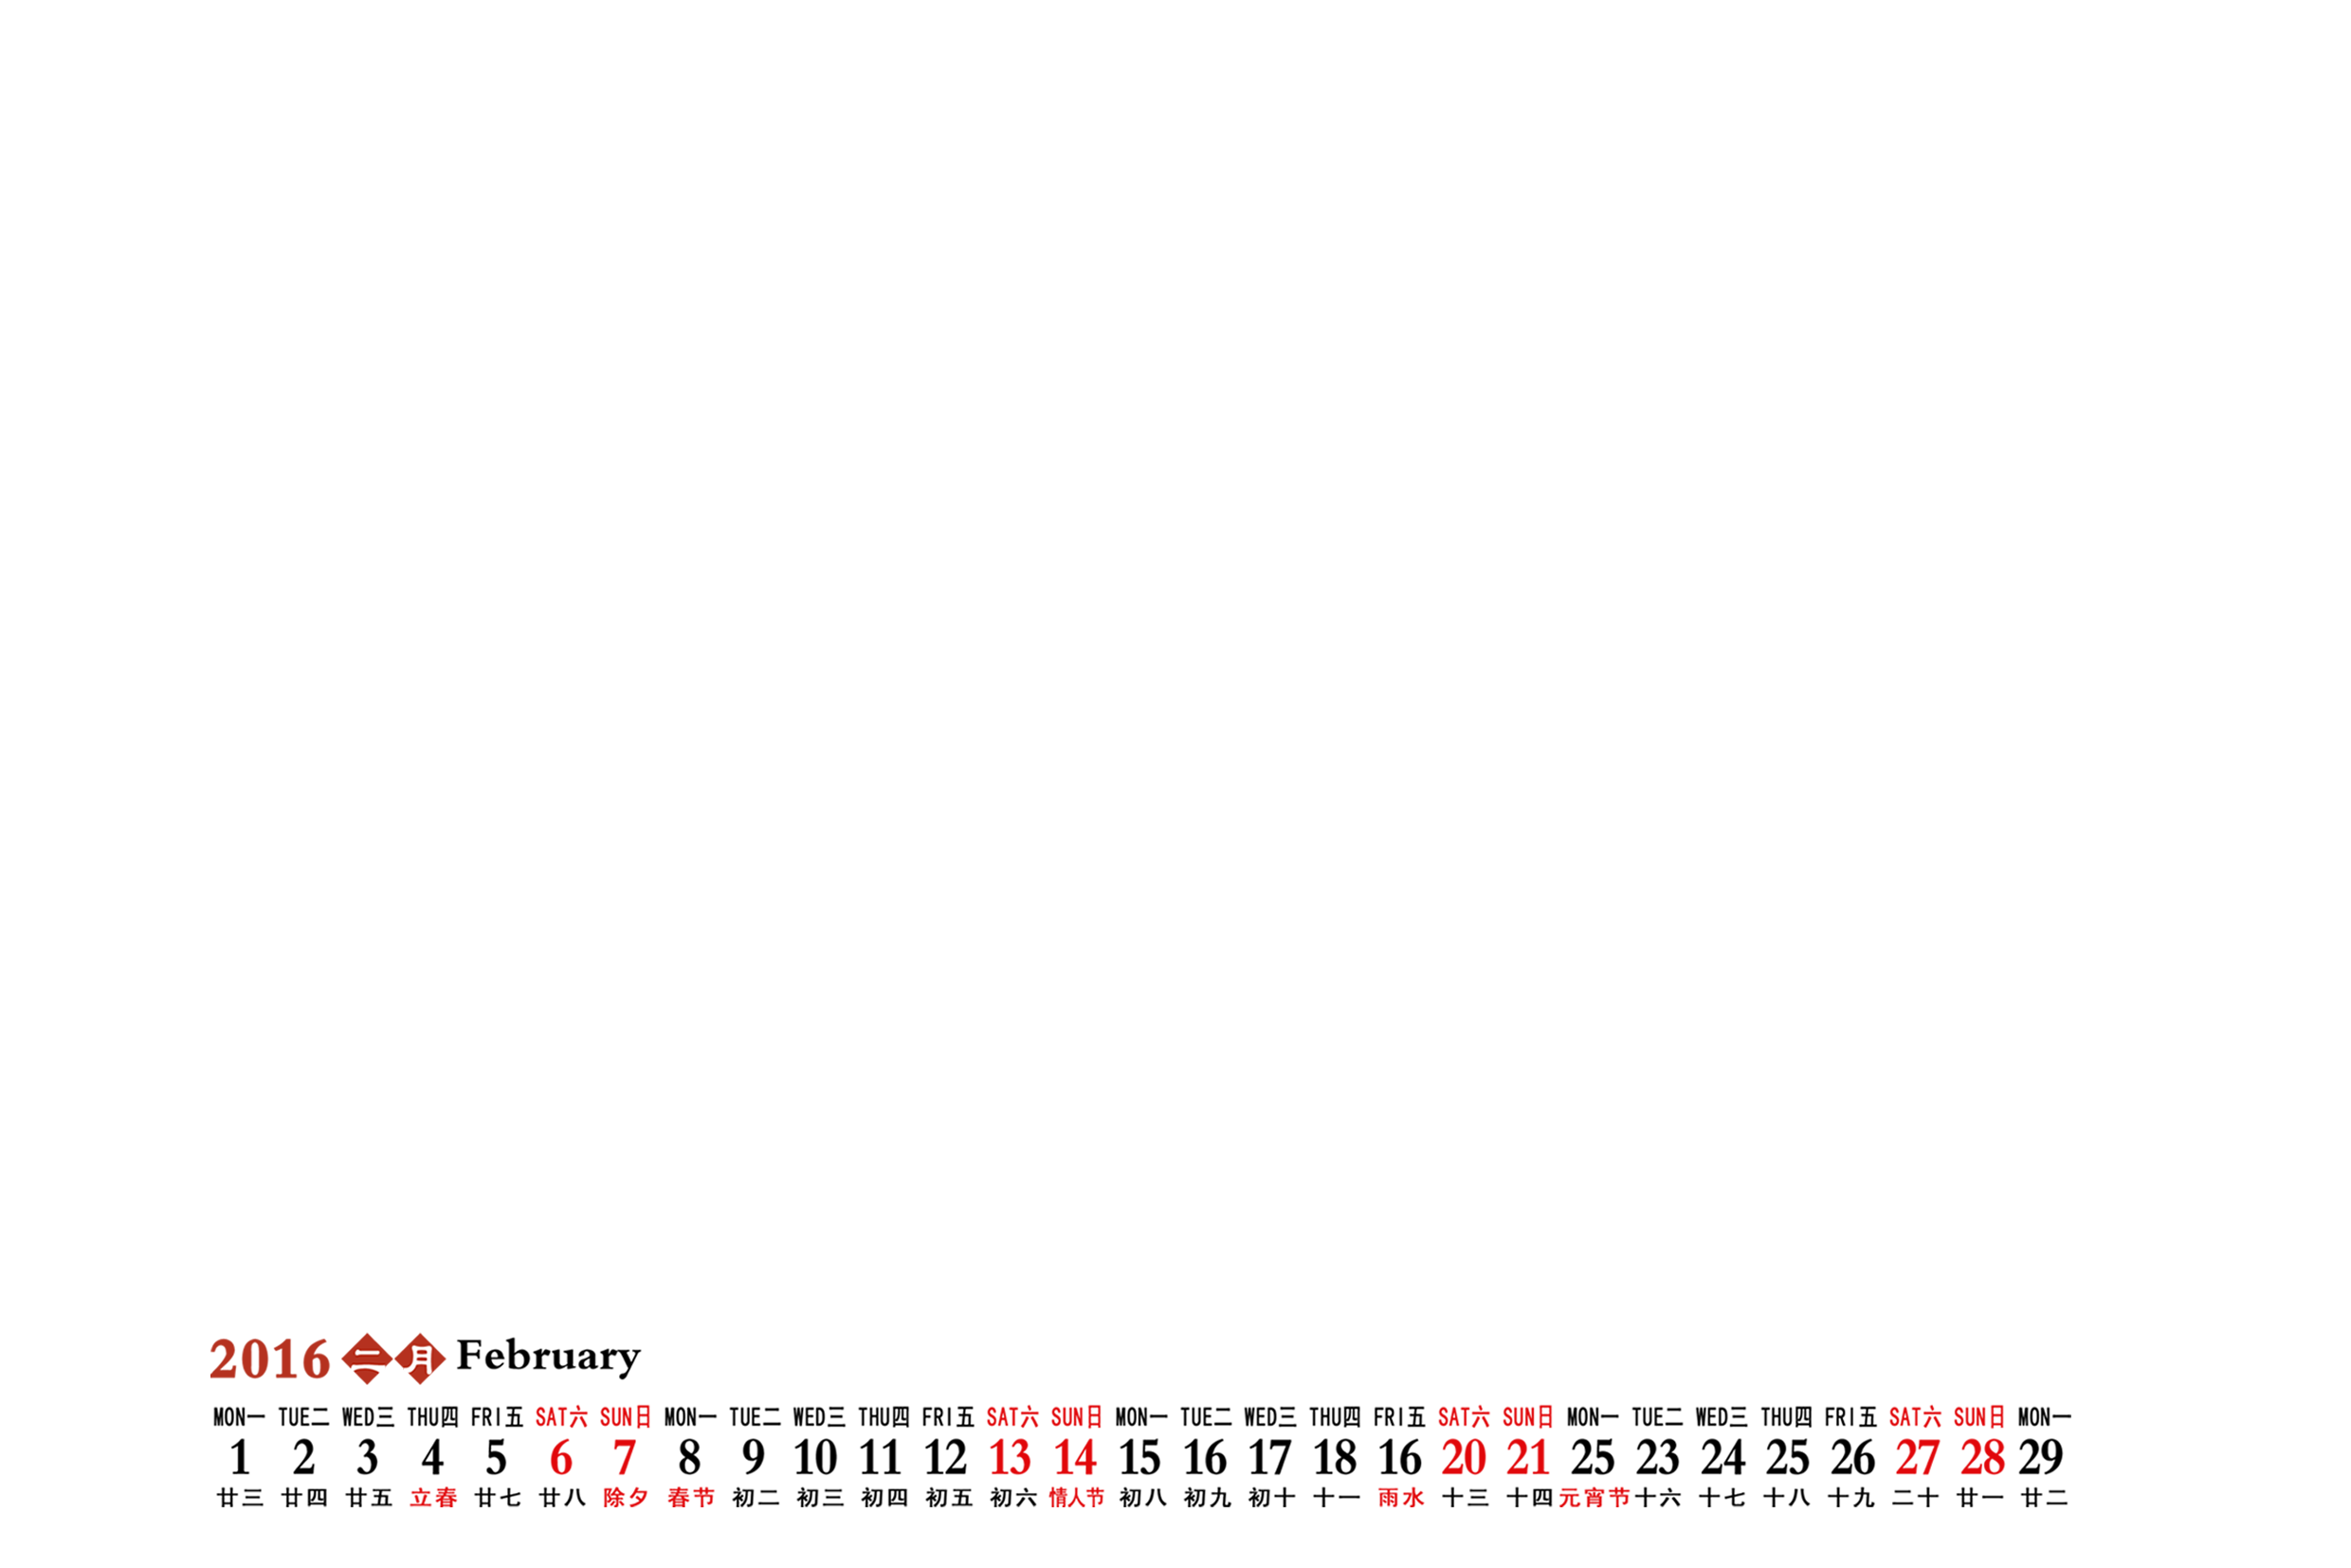 2016 二月 February
MON一 TUE二 WED三 THU四 FRI五 SAT六 SUN日 MON一 TUE二 WED三 THU四 FRI五 SAT六 SUN日 MON一 TUE二 WED三 THU四 FRI五 SAT六 SUN日 MON一 TUE二 WED三 THU四 FRI五 SAT六 SUN日 MON一
1 2 3 4 5 6 7 8 9 10 11 12 13 14 15 16 17 18 16 20 21 25 23 24 25 26 27 28 29
廿三 廿四 廿五 立春 廿七 廿八 除夕 春节 初二 初三 初四 初五 初六 情人节 初八 初九 初十 十一 雨水 十三 十四 元宵节 十六 十七 十八 十九 二十 廿一 廿二